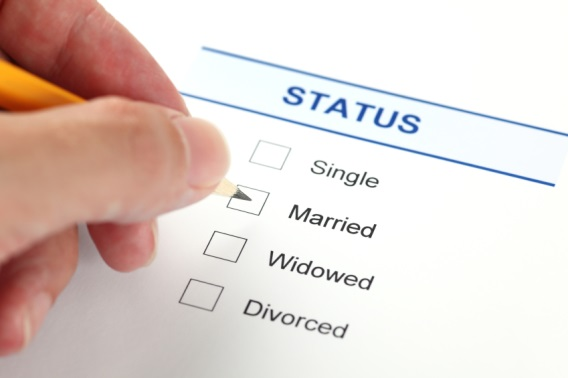 STATUS
Single
Married
Widowed
Divorced